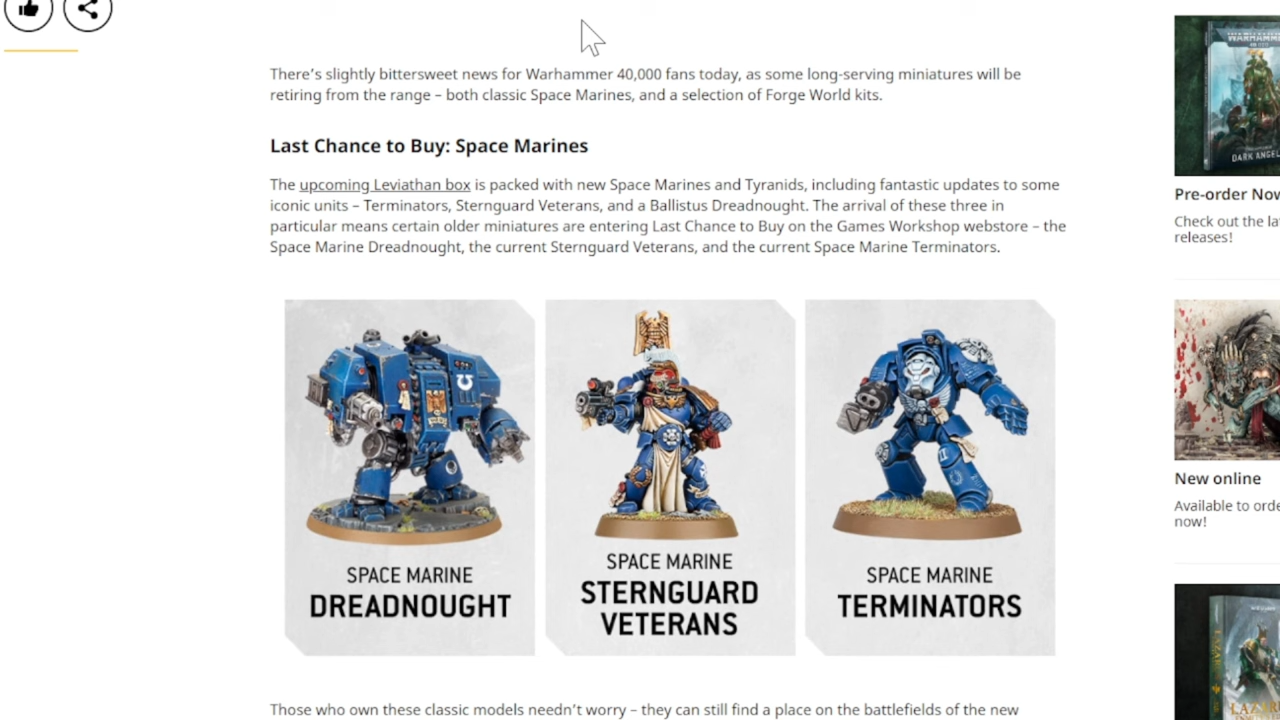 There's slightly bittersweet news for Warhammer 40,000 fans today, as some long-serving miniatures will be
retiring from the range – both classic Space Marines, and a selection of Forge World kits.
Last Chance to Buy: Space Marines
The upcoming Leviathan box is packed with new Space Marines and Tyranids, including fantastic updates to some
iconic units – Terminators, Sternguard Veterans, and a Ballistus Dreadnought. The arrival of these three in
particular means certain older miniatures are entering Last Chance to Buy on the Games Workshop webstore – the
Space Marine Dreadnought, the current Sternguard Veterans, and the current Space Marine Terminators.
SPACE MARINE
DREADNOUGHT
SPACE MARINE
STERNGUARD
VETERANS
SPACE MARINE
TERMINATORS
Those who own these classic models needn't worry – they can still find a place on the battlefields of the new
WARHAMMER
40,000
DARK ANGEL
Pre-order Now
Check out the la
releases!
New online
Available to orde
now!
LAZAR